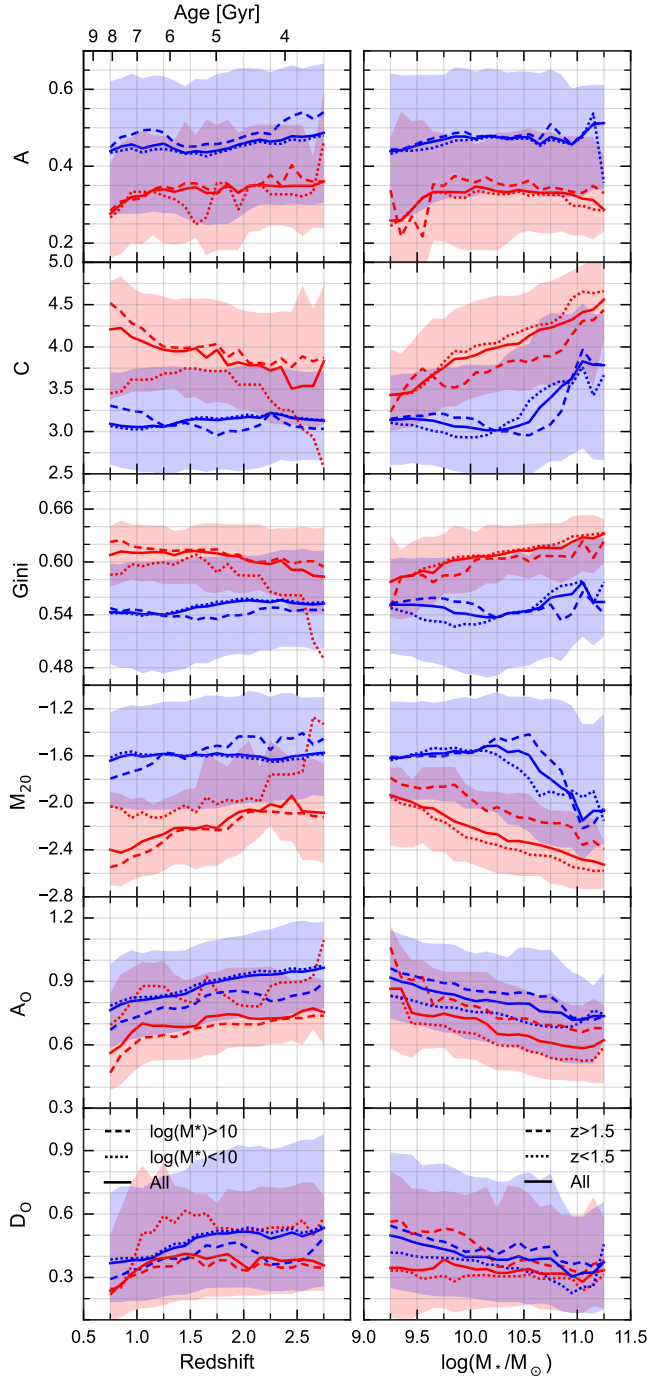 Age [Gyr]
9 8 7 6 5 4
A
0.6
0.4
0.2
C
5.0
4.5
4.0
3.5
3.0
2.5
Gini
0.66
0.60
0.54
0.48
M20
−1.2
−1.6
−2.0
−2.4
−2.8
AO
1.2
0.9
0.6
0.3
DO
0.9
0.6
0.3
log(M*)>10
log(M*)<10
All
z>1.5
z<1.5
All
0.5 1.0 1.5 2.0 2.5
9.0 9.5 10.0 10.5 11.0 11.5
Redshift
log(M*/M⊙)